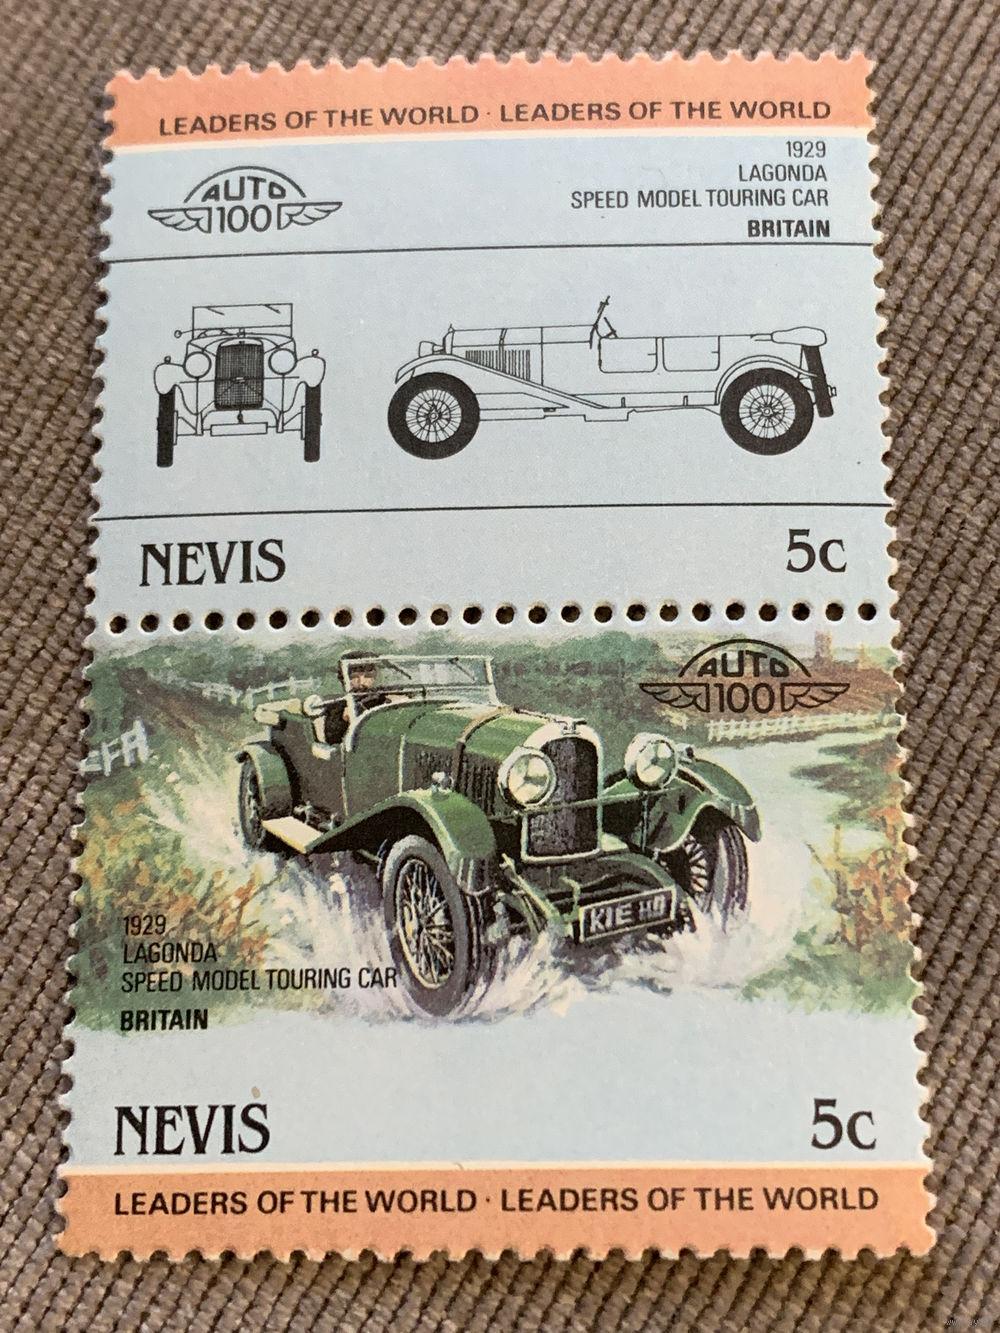 LEADERS OF THE WORLD · LEADERS OF THE WORLD
AUTO
100
1929
LAGONDA
SPEED MODEL TOURING CAR
BRITAIN
NEVIS
5c
AUTO
100
KIE HD
1929
LAGONDA
SPEED MODEL TOURING CAR
BRITAIN
NEVIS
5c
LEADERS OF THE WORLD · LEADERS OF THE WORLD